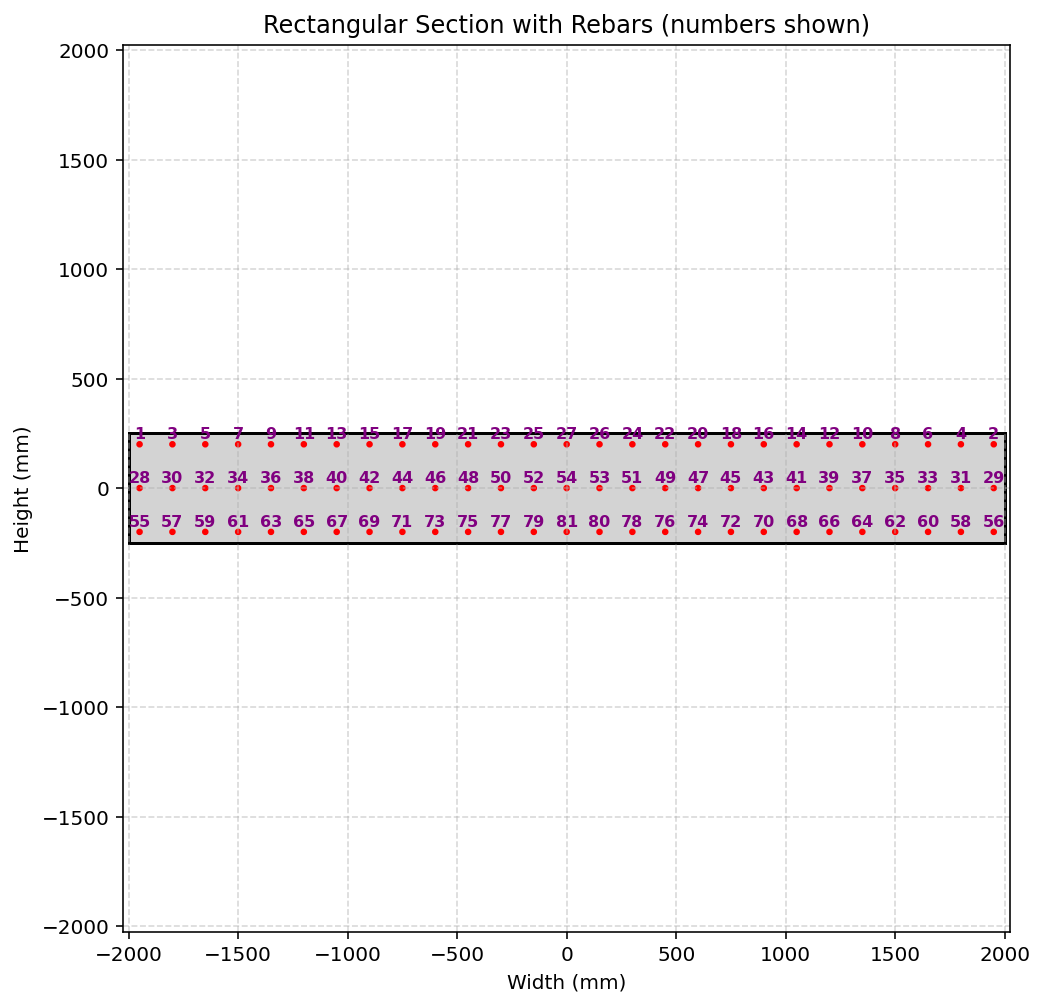 Rectangular Section with Rebars (numbers shown)
2000
1500
1000
500
1 3 5 7 9 11 13 15 17 19 21 23 25 27 26 24 22 20 18 16 14 12 10 8 6 4 2
0
28 30 32 34 36 38 40 42 44 46 48 50 52 54 53 51 49 47 45 43 41 39 37 35 33 31 29
55 57 59 61 63 65 67 69 71 73 75 77 79 81 80 78 76 74 72 70 68 66 64 62 60 58 56
−500
−1000
−1500
−2000
Height (mm)
−2000 −1500 −1000 −500 0 500 1000 1500 2000
Width (mm)